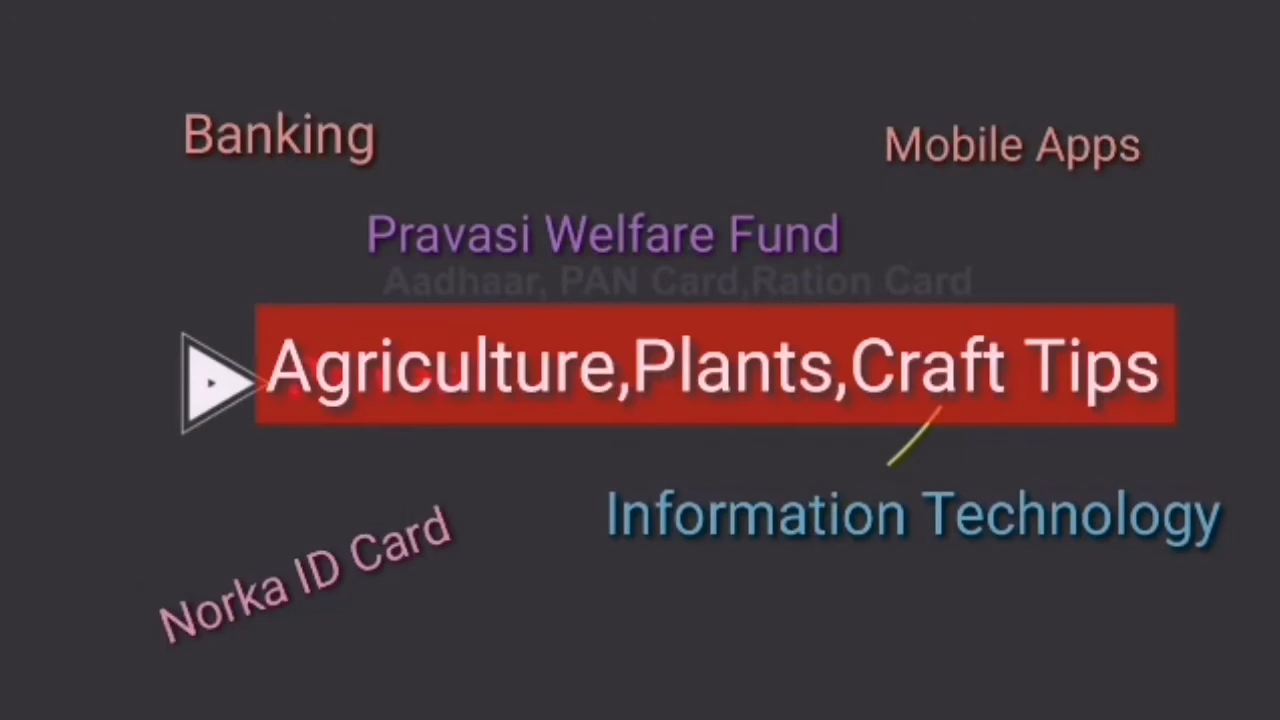 Banking
Mobile Apps
Pravasi Welfare Fund
Aadhaar, PAN Card,Ration Card
Agriculture,Plants,Craft Tips
Information Technology
Norka ID Card